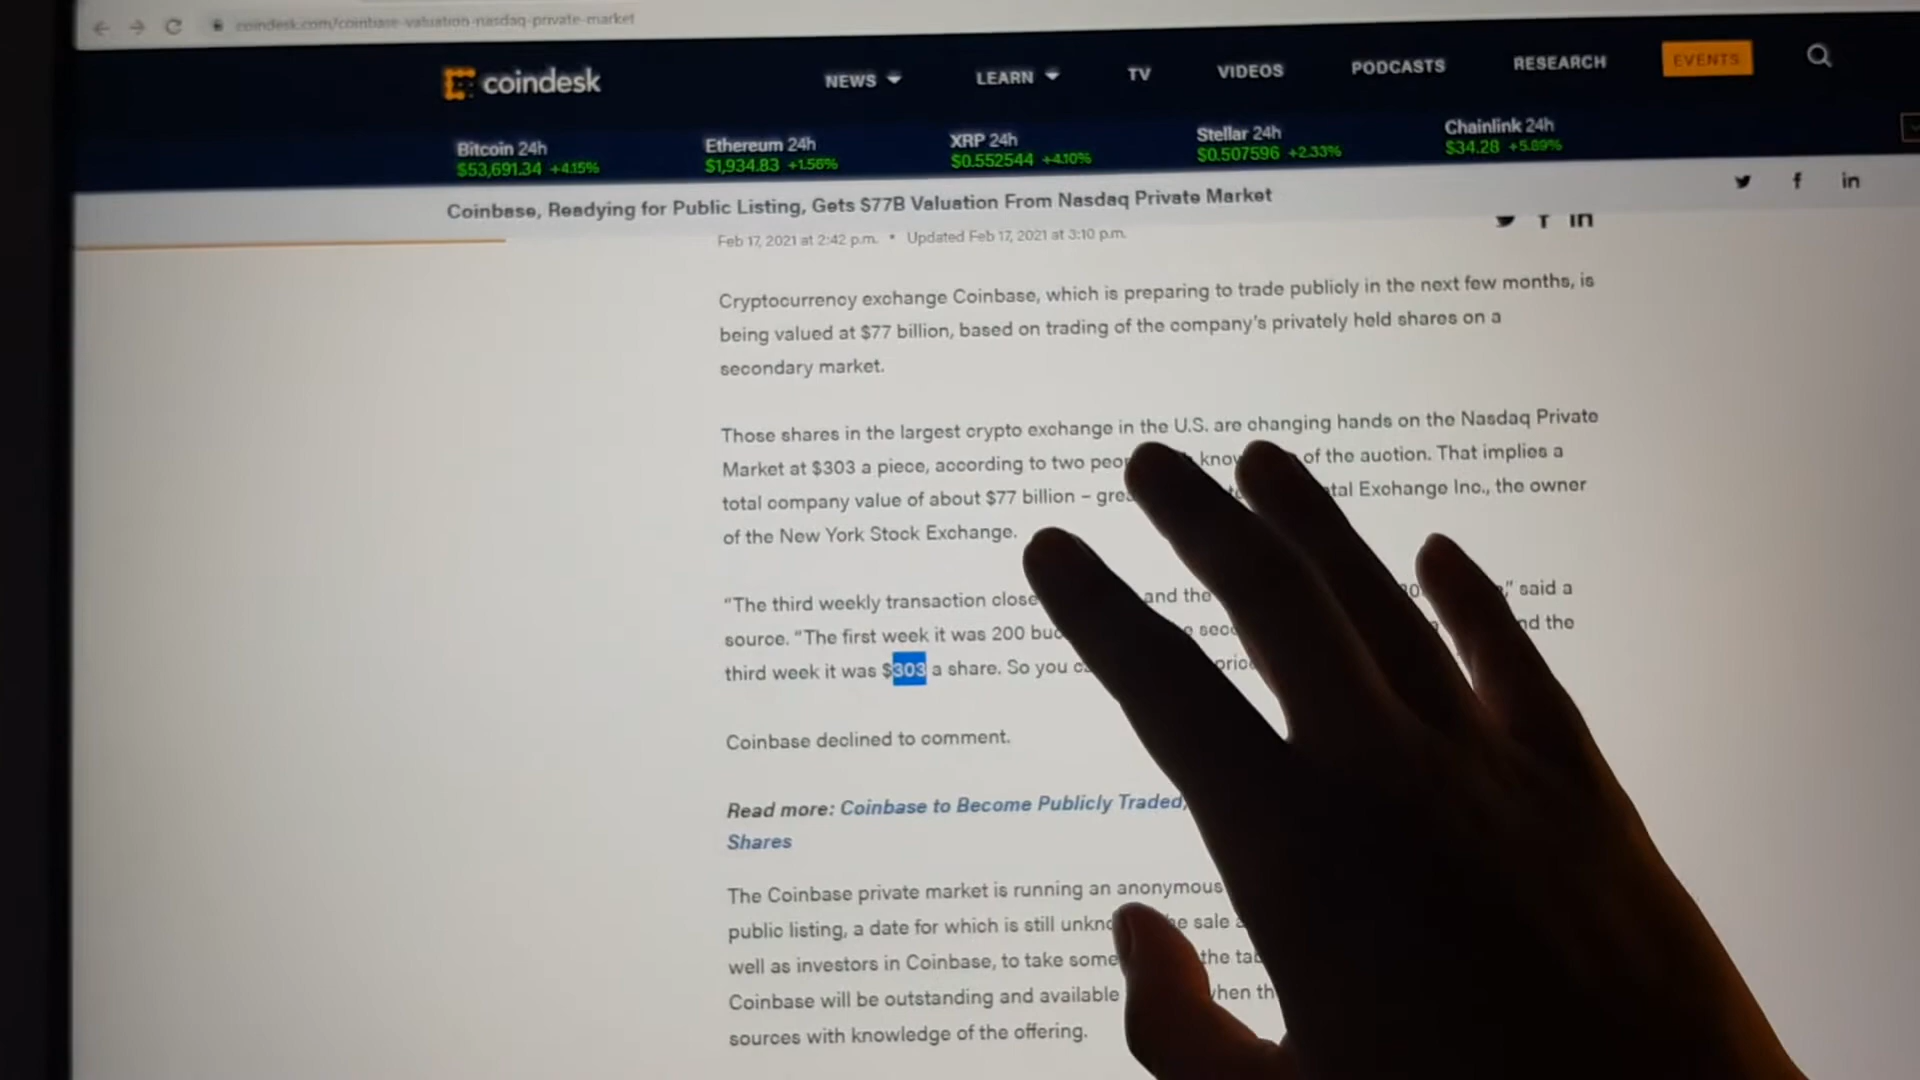 coindesk.com/coinbase-valuation-nasdaq-private-market
coindesk
NEWS LEARN TV VIDEOS PODCASTS RESEARCH EVENTS
Bitcoin 24h Ethereum 24h XRP 24h Stellar 24h Chainlink 24h
$53,691.34 +4.15% $1,934.83 +1.56% $0.552544 +4.10% $0.507596 +2.33% $34.28 +5.89%
Coinbase, Readying for Public Listing, Gets $77B Valuation From Nasdaq Private Market
Feb 17, 2021 at 2:42 p.m. • Updated Feb 17, 2021 at 3:10 p.m.
Cryptocurrency exchange Coinbase, which is preparing to trade publicly in the next few months, is
being valued at $77 billion, based on trading of the company's privately held shares on a
secondary market.
Those shares in the largest crypto exchange in the U.S. are changing hands on the Nasdaq Private
Market at $303 a piece, according to two of the auction. That implies a
total company value of about $77 billion – Exchange Inc., the owner
of the New York Stock Exchange.
"The third weekly transaction and the said a
source. "The first week it was 200 the
third week it was $303 a share. So you
Coinbase declined to comment.
Read more: Coinbase to Become Publicly Traded,
Shares
The Coinbase private market is running an anonymous
public listing, a date for which is still sale
well as investors in Coinbase, to take some the
Coinbase will be outstanding and available
sources with knowledge of the offering.